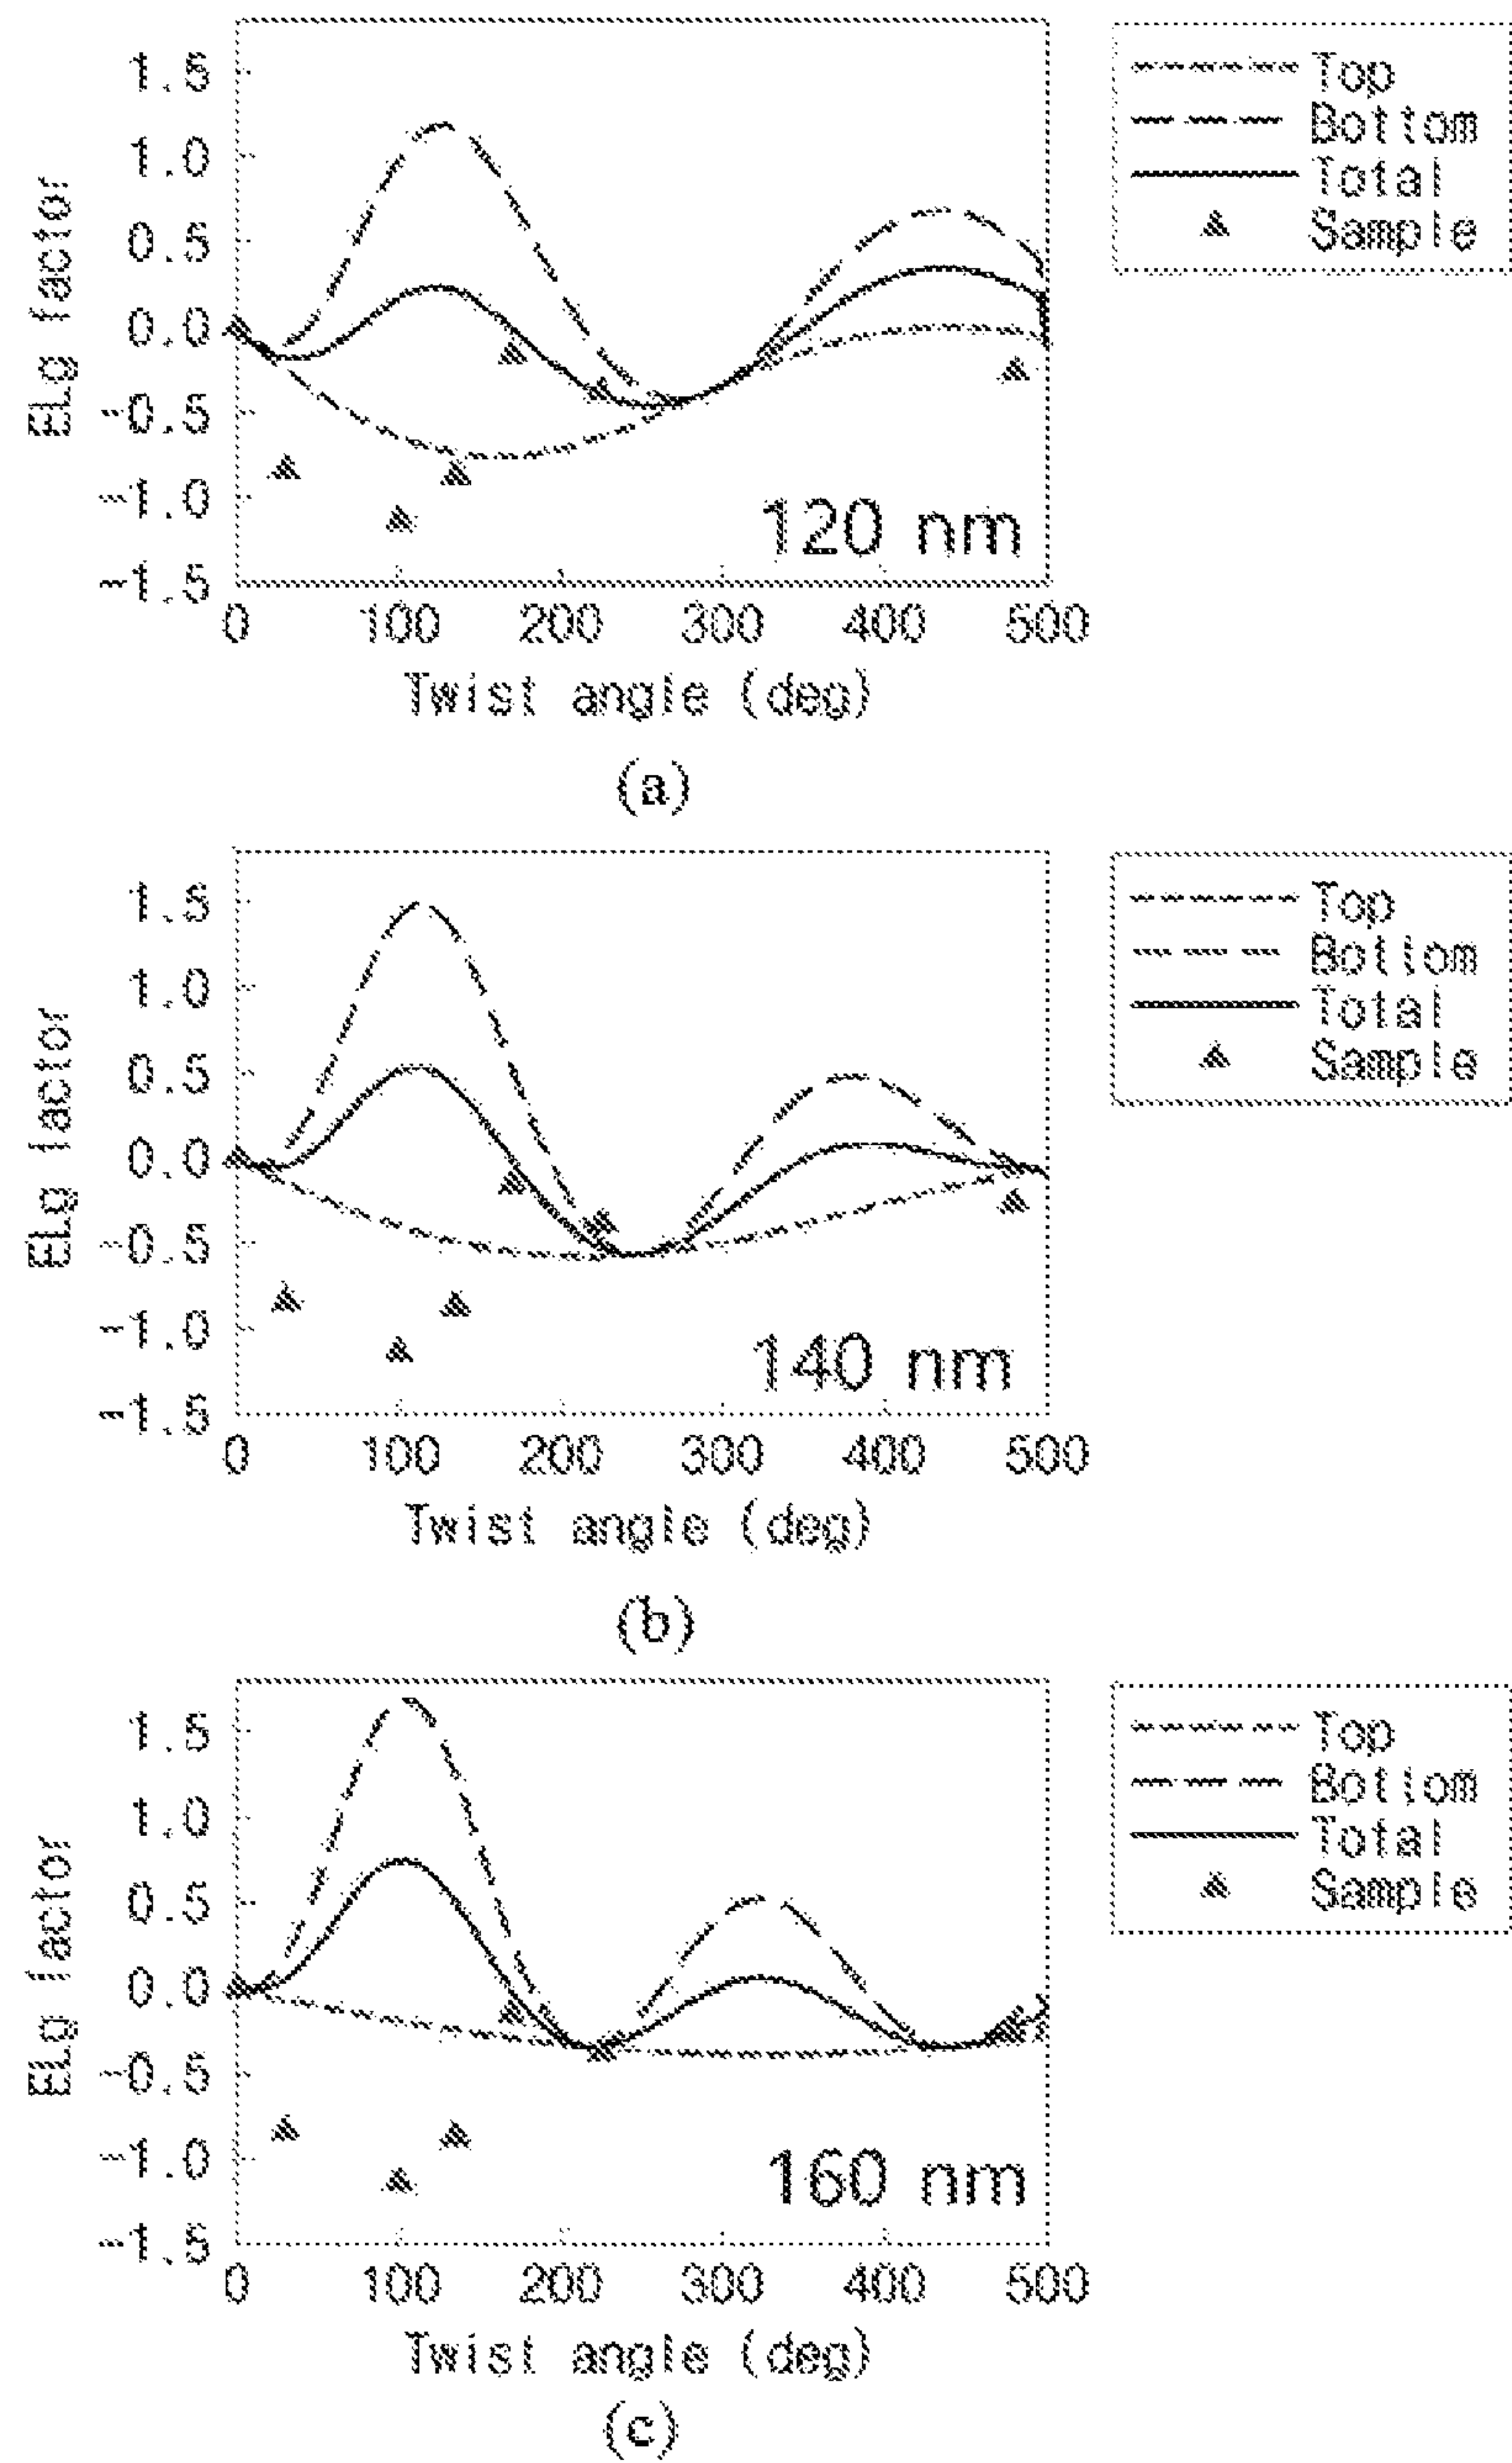 1.5
1.0
0.5
0.0
-0.5
-1.0
-1.5
ELg factor
0 100 200 300 400 500
Twist angle (deg)
120 nm
Top
Bottom
Total
Sample
(a)
1.5
1.0
0.5
0.0
-0.5
-1.0
-1.5
ELg factor
0 100 200 300 400 500
Twist angle (deg)
140 nm
Top
Bottom
Total
Sample
(b)
1.5
1.0
0.5
0.0
-0.5
-1.0
-1.5
ELg factor
0 100 200 300 400 500
Twist angle (deg)
160 nm
Top
Bottom
Total
Sample
(c)